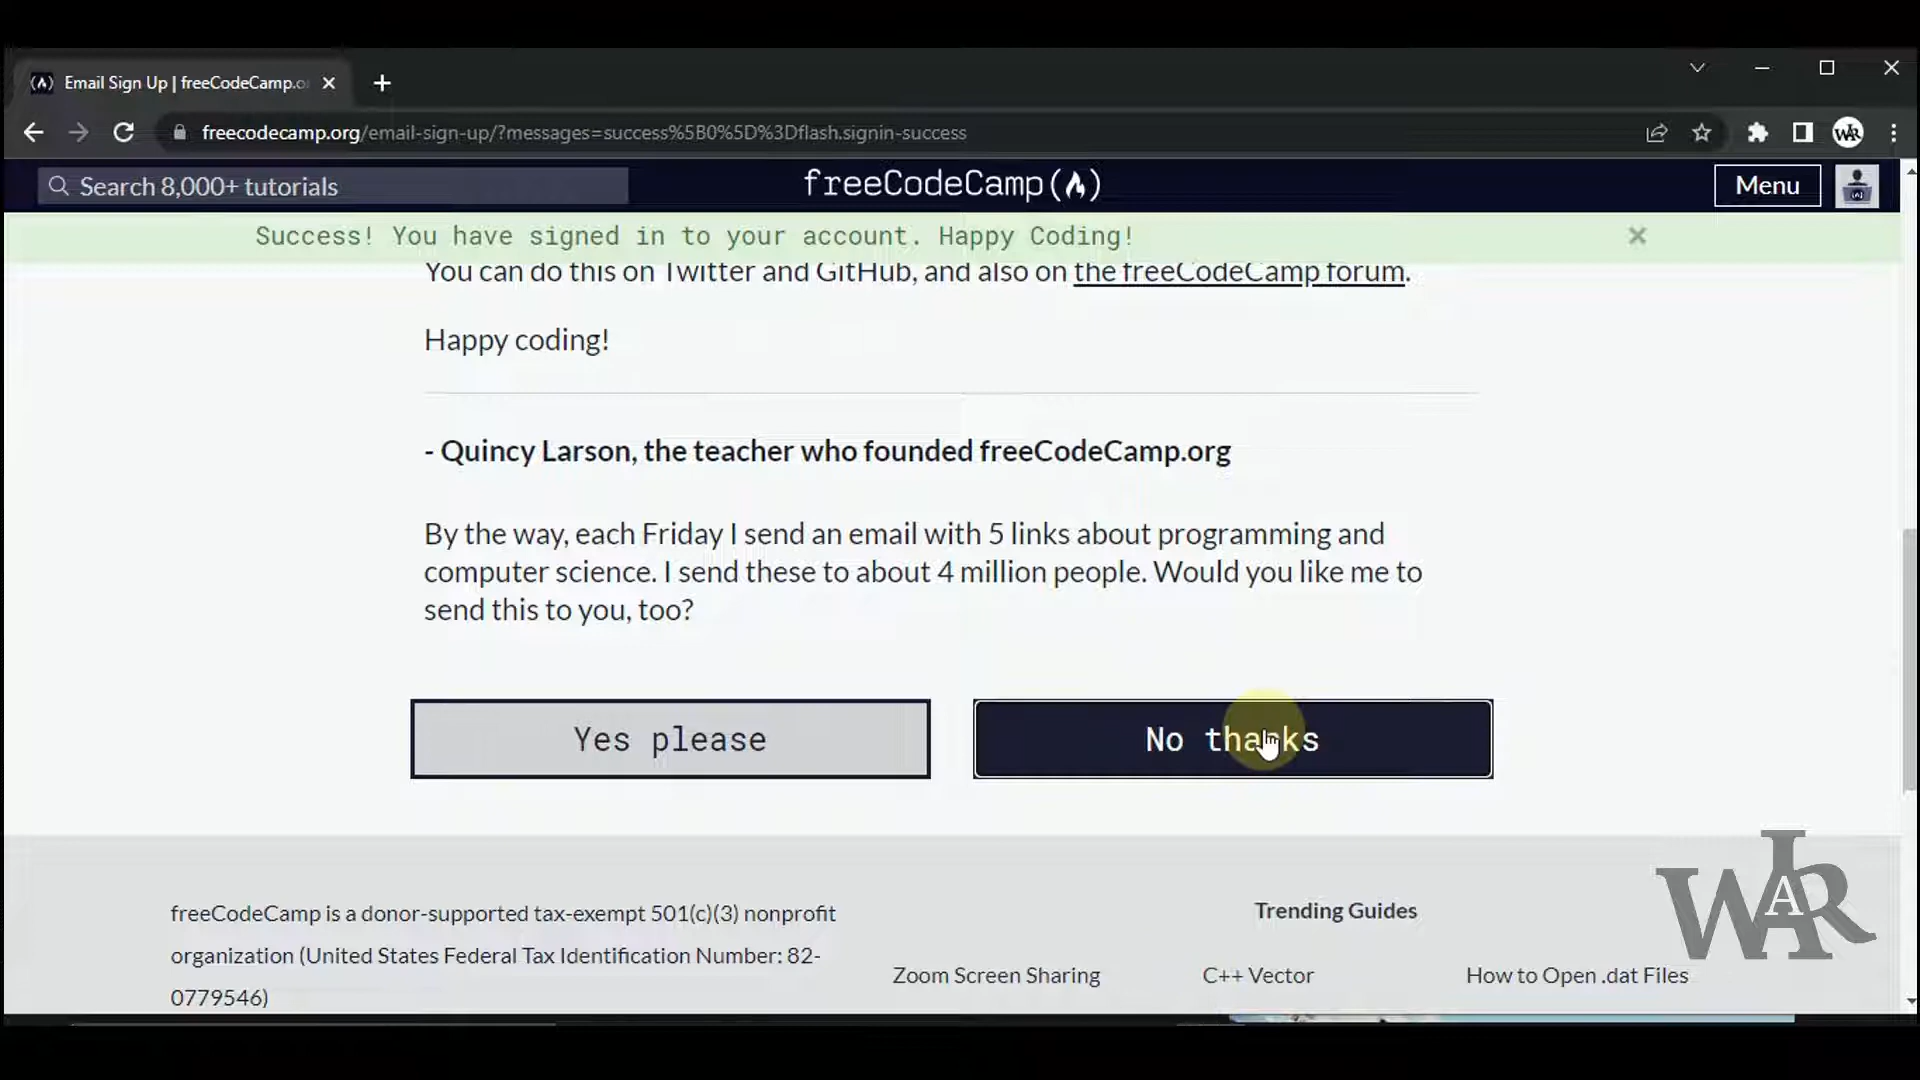 Email Sign Up | freeCodeCamp.o
freecodecamp.org/email-sign-up/?messages=success%5B0%5D%3Dflash.signin-success
WAR
Search 8,000+ tutorials
freeCodeCamp(🔥)
Menu
Success! You have signed in to your account. Happy Coding!
You can do this on Twitter and GitHub, and also on the freeCodeCamp forum.
Happy coding!
- Quincy Larson, the teacher who founded freeCodeCamp.org
By the way, each Friday I send an email with 5 links about programming and
computer science. I send these to about 4 million people. Would you like me to
send this to you, too?
Yes please
No thanks
freeCodeCamp is a donor-supported tax-exempt 501(c)(3) nonprofit
organization (United States Federal Tax Identification Number: 82-
0779546)
Trending Guides
Zoom Screen Sharing
C++ Vector
How to Open .dat Files
WAR